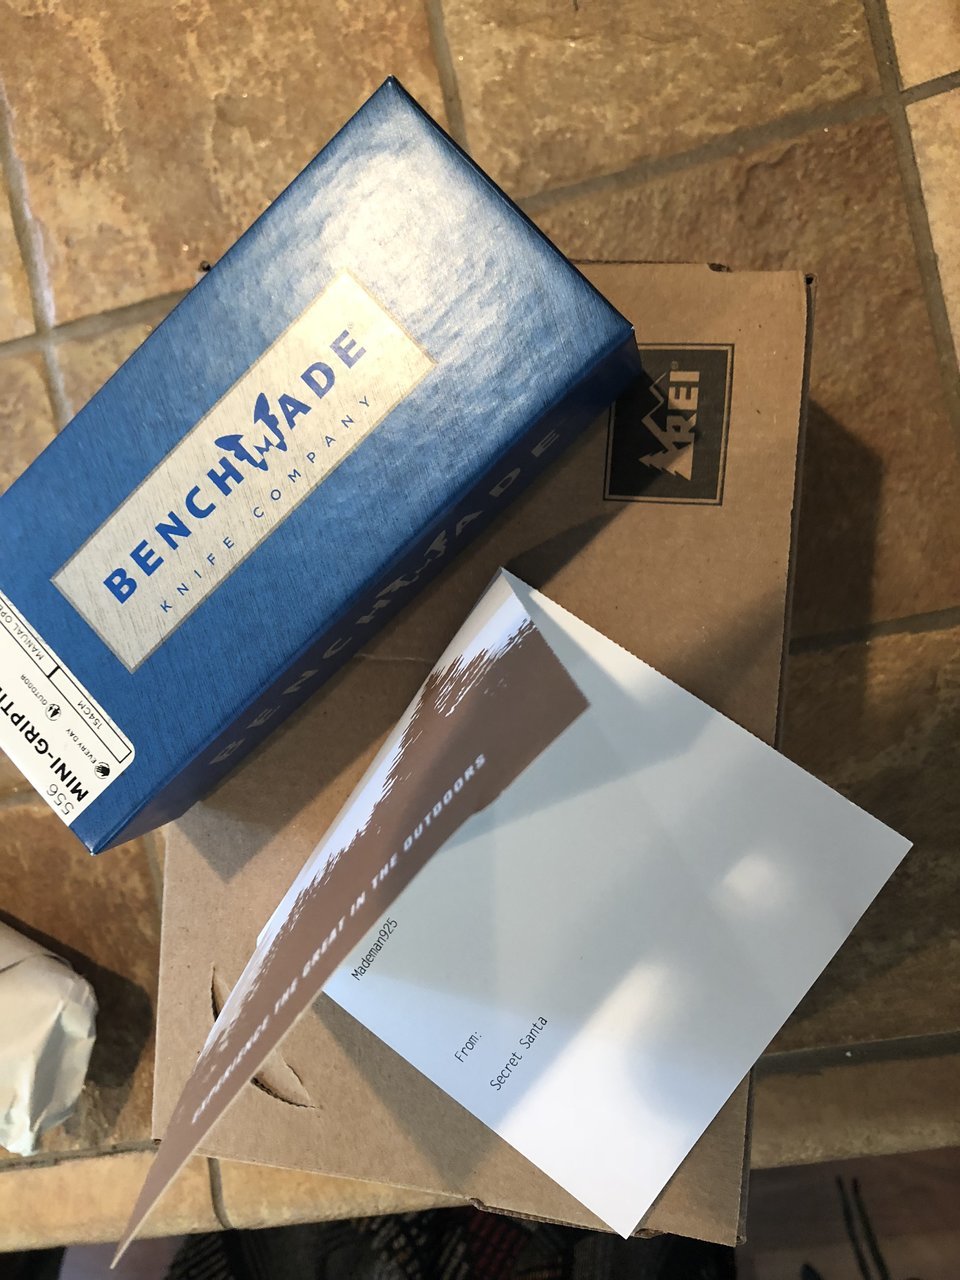 BENCHMADE®
KNIFE COMPANY
BENCHMADE
556
MINI-GRIPTI
EVERY DAY
OUTDOOR
154CM
MANUAL OPE
REI®
EXPERIENCE THE GREAT IN THE OUTDOORS
Mademan925
From:
Secret Santa